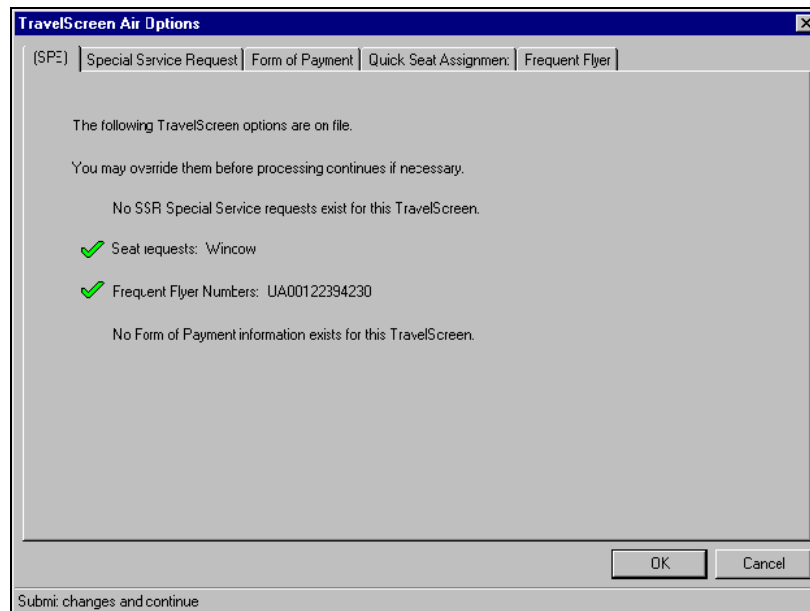 TravelScreen Air Options
(SPE) Special Service Request Form of Payment Quick Seat Assignment Frequent Flyer
The following TravelScreen options are on file.
You may override them before processing continues if necessary.
No SSR Special Service requests exist for this TravelScreen.
Seat requests: Window
Frequent Flyer Numbers: UA00122394230
No Form of Payment information exists for this TravelScreen.
OK Cancel
Submit changes and continue